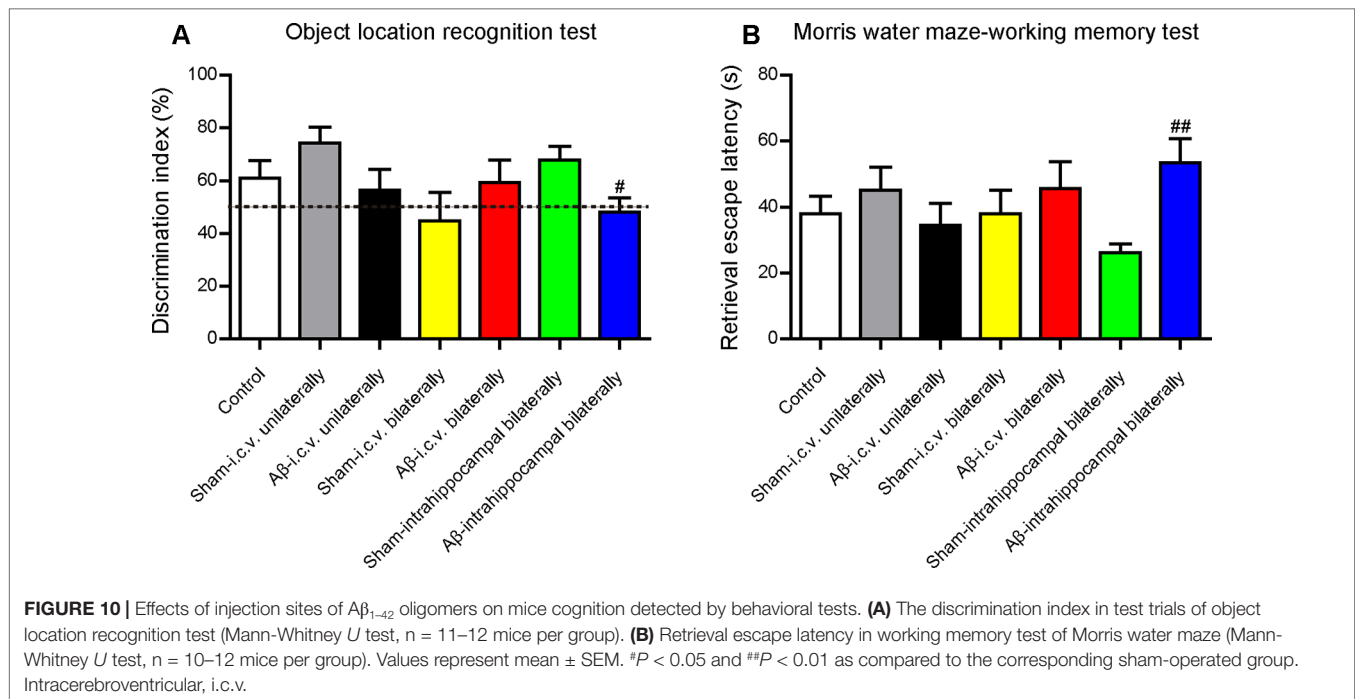 A
Object location recognition test
Discrimination index (%)
100
80
60
40
20
0
#
Control
Sham-i.c.v. unilaterally
Aβ-i.c.v. unilaterally
Sham-i.c.v. bilaterally
Aβ-i.c.v. bilaterally
Sham-intrahippocampal bilaterally
Aβ-intrahippocampal bilaterally
B
Morris water maze-working memory test
Retrieval escape latency (s)
80
60
40
20
0
##
Control
Sham-i.c.v. unilaterally
Aβ-i.c.v. unilaterally
Sham-i.c.v. bilaterally
Aβ-i.c.v. bilaterally
Sham-intrahippocampal bilaterally
Aβ-intrahippocampal bilaterally
FIGURE 10 | Effects of injection sites of Aβ1–42 oligomers on mice cognition detected by behavioral tests. (A) The discrimination index in test trials of object
location recognition test (Mann-Whitney U test, n = 11–12 mice per group). (B) Retrieval escape latency in working memory test of Morris water maze (Mann-
Whitney U test, n = 10–12 mice per group). Values represent mean ± SEM. #P < 0.05 and ##P < 0.01 as compared to the corresponding sham-operated group.
Intracerebroventricular, i.c.v.